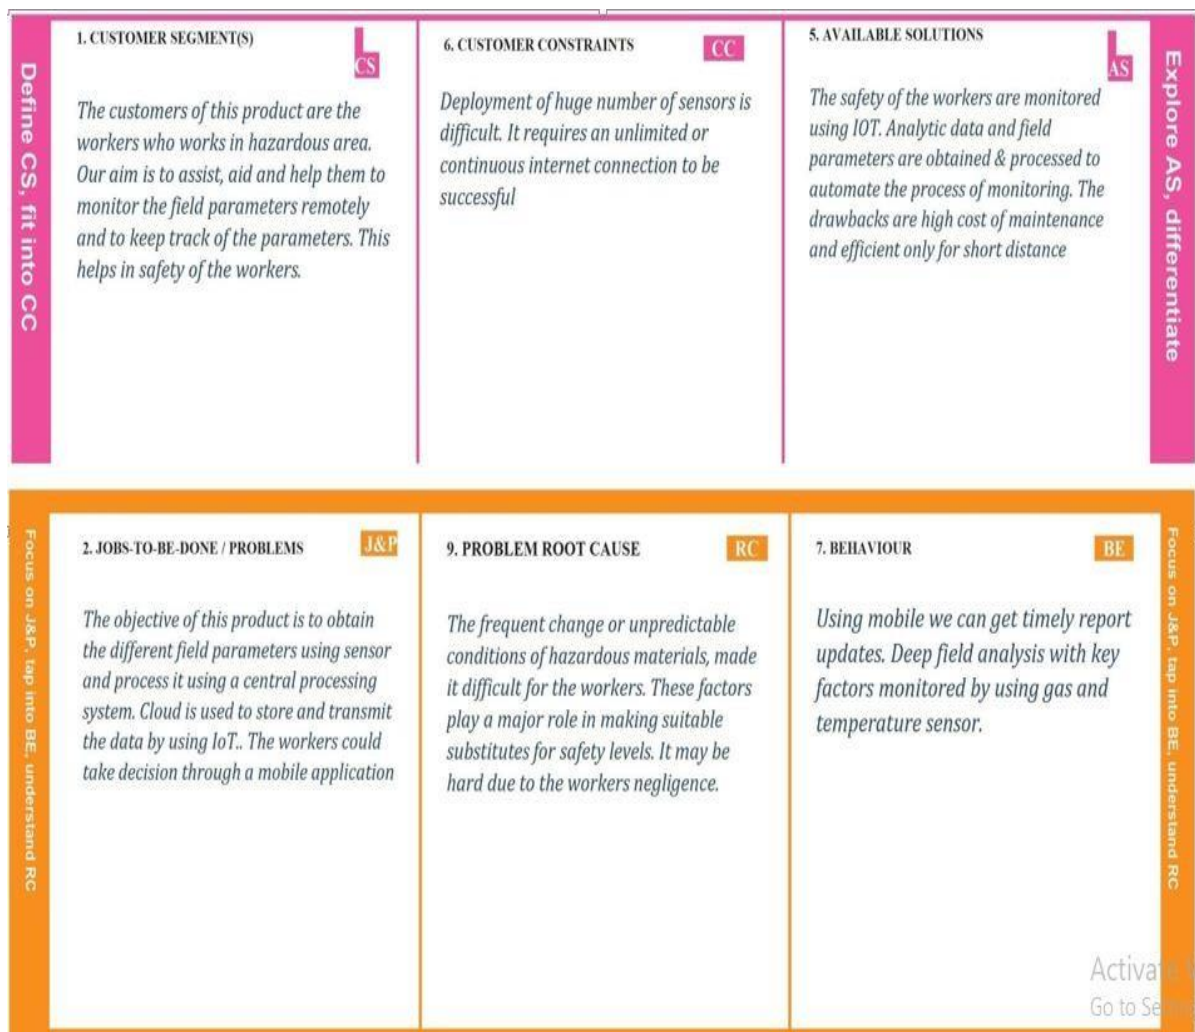 Define CS, fit into CC
1. CUSTOMER SEGMENT(S)
CS
The customers of this product are the
workers who works in hazardous area.
Our aim is to assist, aid and help them to
monitor the field parameters remotely
and to keep track of the parameters. This
helps in safety of the workers.
6. CUSTOMER CONSTRAINTS
CC
Deployment of huge number of sensors is
difficult. It requires an unlimited or
continuous internet connection to be
successful
5. AVAILABLE SOLUTIONS
AS
The safety of the workers are monitored
using IOT. Analytic data and field
parameters are obtained & processed to
automate the process of monitoring. The
drawbacks are high cost of maintenance
and efficient only for short distance
Explore AS, differentiate
Focus on J&P, tap into BE, understand RC
2. JOBS-TO-BE-DONE / PROBLEMS
J&P
The objective of this product is to obtain
the different field parameters using sensor
and process it using a central processing
system. Cloud is used to store and transmit
the data by using IoT.. The workers could
take decision through a mobile application
9. PROBLEM ROOT CAUSE
RC
The frequent change or unpredictable
conditions of hazardous materials, made
it difficult for the workers. These factors
play a major role in making suitable
substitutes for safety levels. It may be
hard due to the workers negligence.
7. BEHAVIOUR
BE
Using mobile we can get timely report
updates. Deep field analysis with key
factors monitored by using gas and
temperature sensor.
Focus on J&P, tap into BE, understand RC
Go to